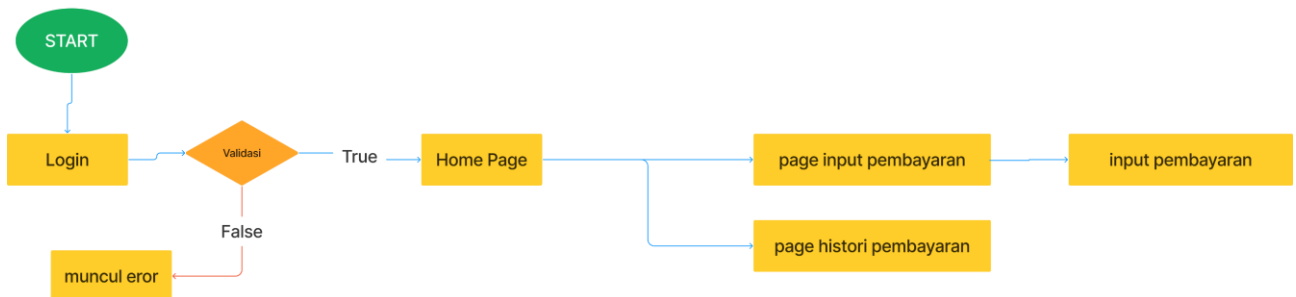 START
Login
Validasi
True
Home Page
page input pembayaran
input pembayaran
False
page histori pembayaran
muncul eror